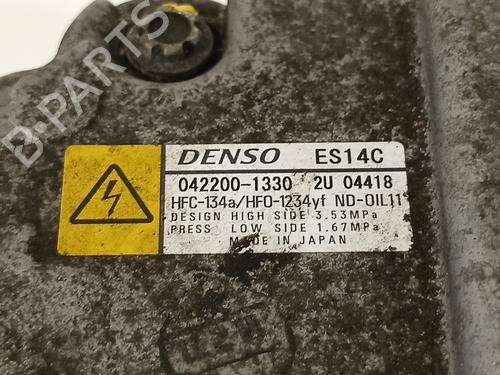 B-PARTS
DENSO ES14C
042200-1330 2U 04418
HFC-134a/HFO-1234yf ND-OIL11
DESIGN HIGH SIDE 3.53MPa
PRESS LOW SIDE 1.67MPa
MADE IN JAPAN